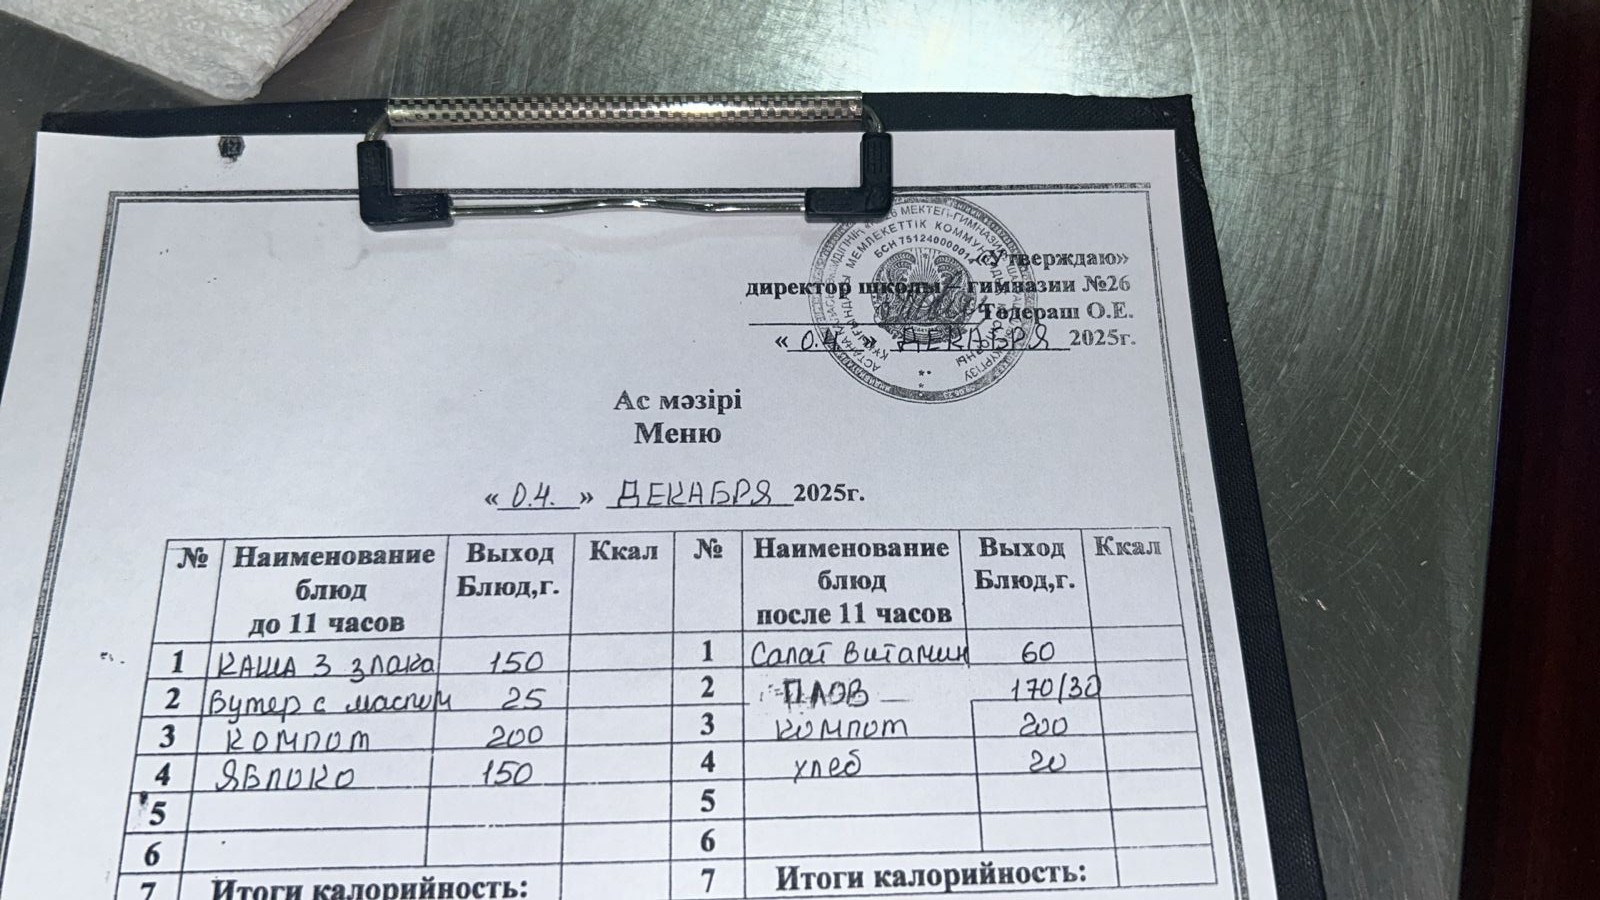 «Утверждаю»
директор школы – гимназии №26
Тодераш О.Е.
« 04 » ДЕКАБРЯ 2025г.
БСН 751240000014
Ас мәзірі
Меню
« 04. » ДЕКАБРЯ 2025г.
№ Наименование блюд до 11 часов Выход Блюд,г. Ккал № Наименование блюд после 11 часов Выход Блюд,г. Ккал
1 КАША 3 злака 150 1 Салат витамин 60
2 Бутер с маслом 25 2 ПЛОВ 170/30
3 КОМПОТ 200 3 КОМПОТ 200
4 ЯБЛОКО 150 4 хлеб 20
5 5
6 6
7 Итоги калорийность: 7 Итоги калорийность: